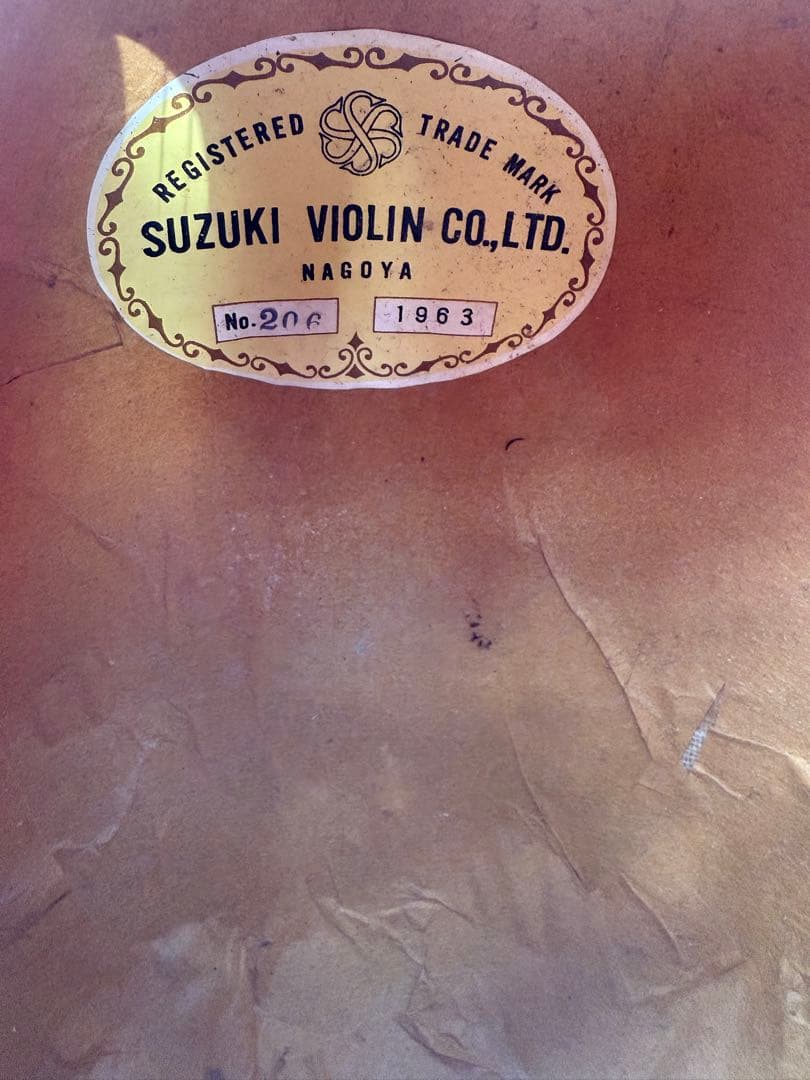 REGISTERED TRADE MARK
SUZUKI VIOLIN CO.,LTD.
NAGOYA
No. 206 1963